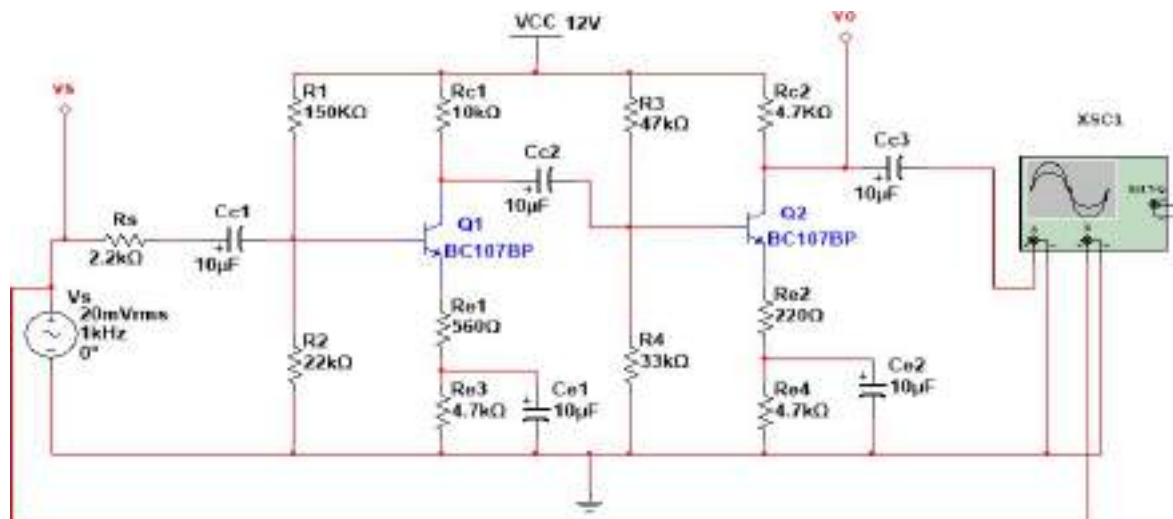 VCC 12V
Vo
Vs
R1
150KΩ
Rc1
10kΩ
R3
47kΩ
Rc2
4.7KΩ
XSC1
Cc2
10µF
Cc3
10µF
Rs
2.2kΩ
Cc1
10µF
Q1
BC107BP
Q2
BC107BP
Vs
20mVrms
1kHz
0°
Re1
560Ω
Re2
220Ω
R2
22kΩ
R4
33kΩ
Re3
4.7kΩ
Ce1
10µF
Re4
4.7kΩ
Ce2
10µF